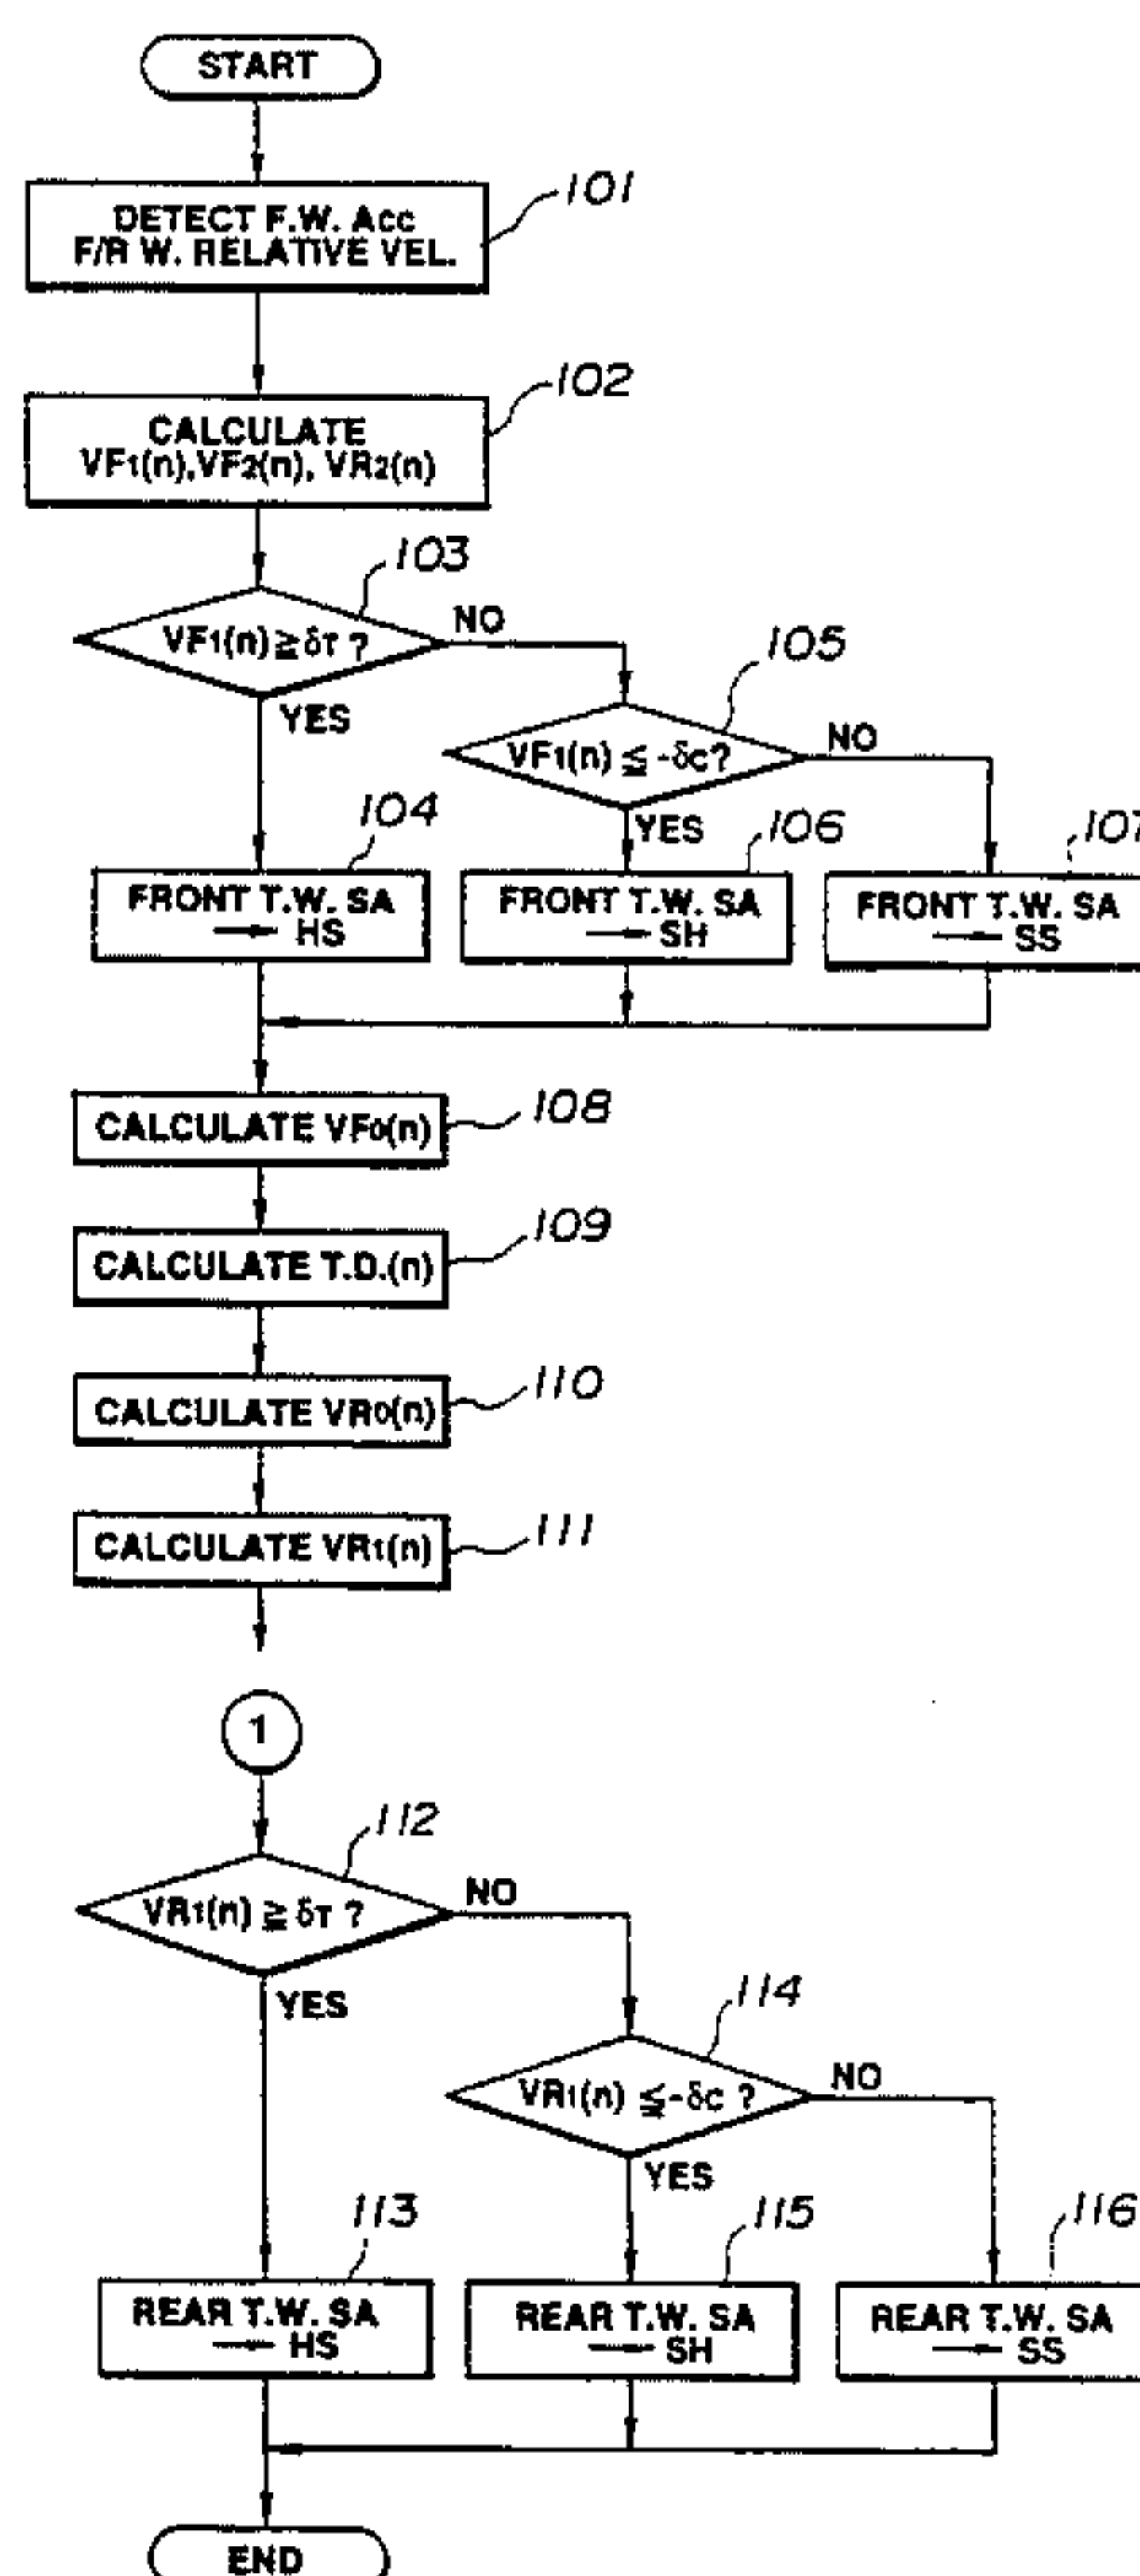 START
101
DETECT F.W. Acc
F/R W. RELATIVE VEL.
102
CALCULATE
VF1(n),VF2(n), VR2(n)
103
VF1(n) ≧ δT ?
NO
YES
105
VF1(n) ≦ -δC?
NO
YES
104
FRONT T.W. SA
→ HS
106
FRONT T.W. SA
→ SH
107
FRONT T.W. SA
→ SS
108
CALCULATE VF0(n)
109
CALCULATE T.D.(n)
110
CALCULATE VR0(n)
111
CALCULATE VR1(n)
1
112
VR1(n) ≧ δT ?
NO
YES
114
VR1(n) ≦ -δC ?
NO
YES
113
REAR T.W. SA
→ HS
115
REAR T.W. SA
→ SH
116
REAR T.W. SA
→ SS
END